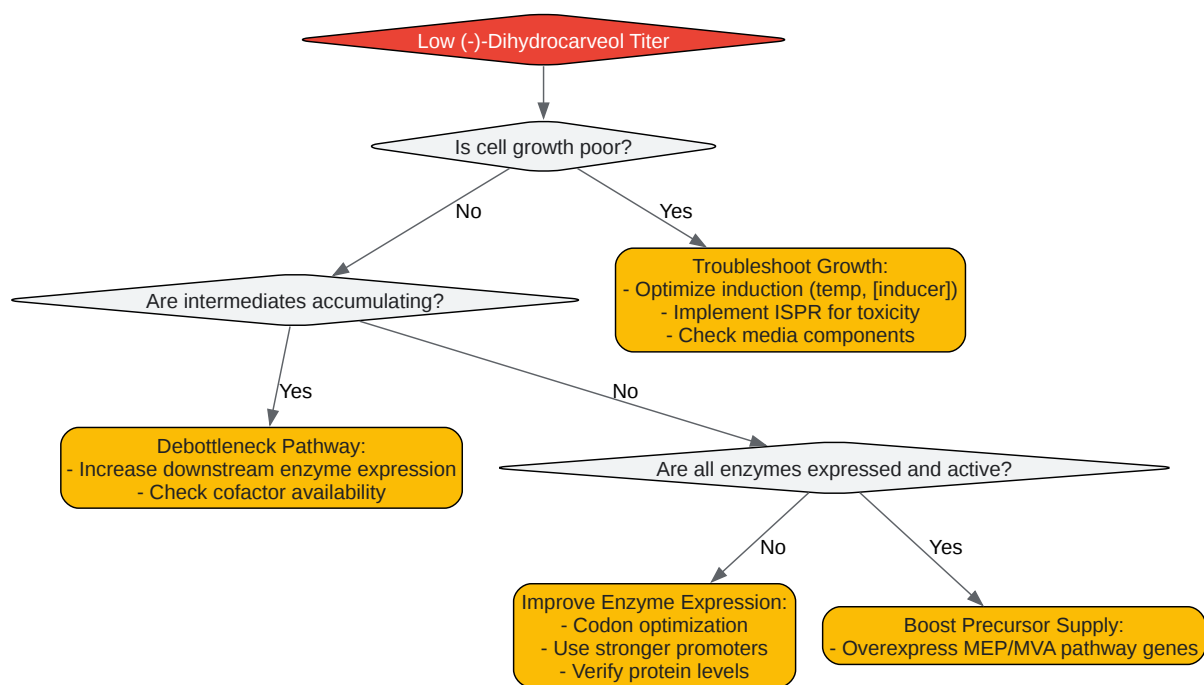 Low (-)-Dihydrocarveol Titer
Is cell growth poor?
No
Yes
Troubleshoot Growth:
- Optimize induction (temp, [inducer])
- Implement ISPR for toxicity
- Check media components
Are intermediates accumulating?
Yes
No
Debottleneck Pathway:
- Increase downstream enzyme expression
- Check cofactor availability
Are all enzymes expressed and active?
No
Yes
Improve Enzyme Expression:
- Codon optimization
- Use stronger promoters
- Verify protein levels
Boost Precursor Supply:
- Overexpress MEP/MVA pathway genes